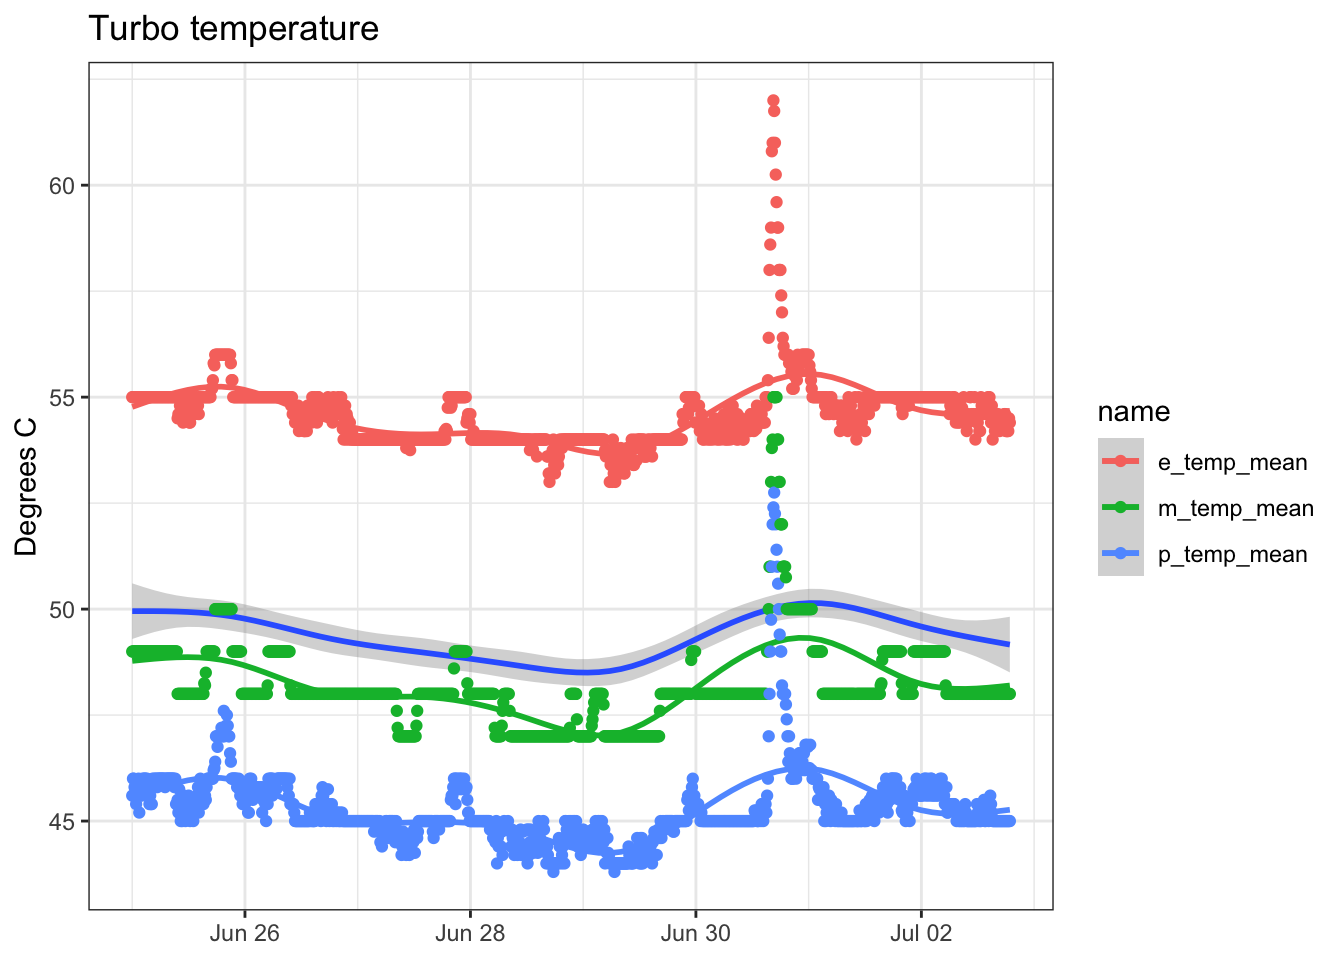 Turbo temperature
Degrees C
60
55
50
45
Jun 26
Jun 28
Jun 30
Jul 02
name
e_temp_mean
m_temp_mean
p_temp_mean